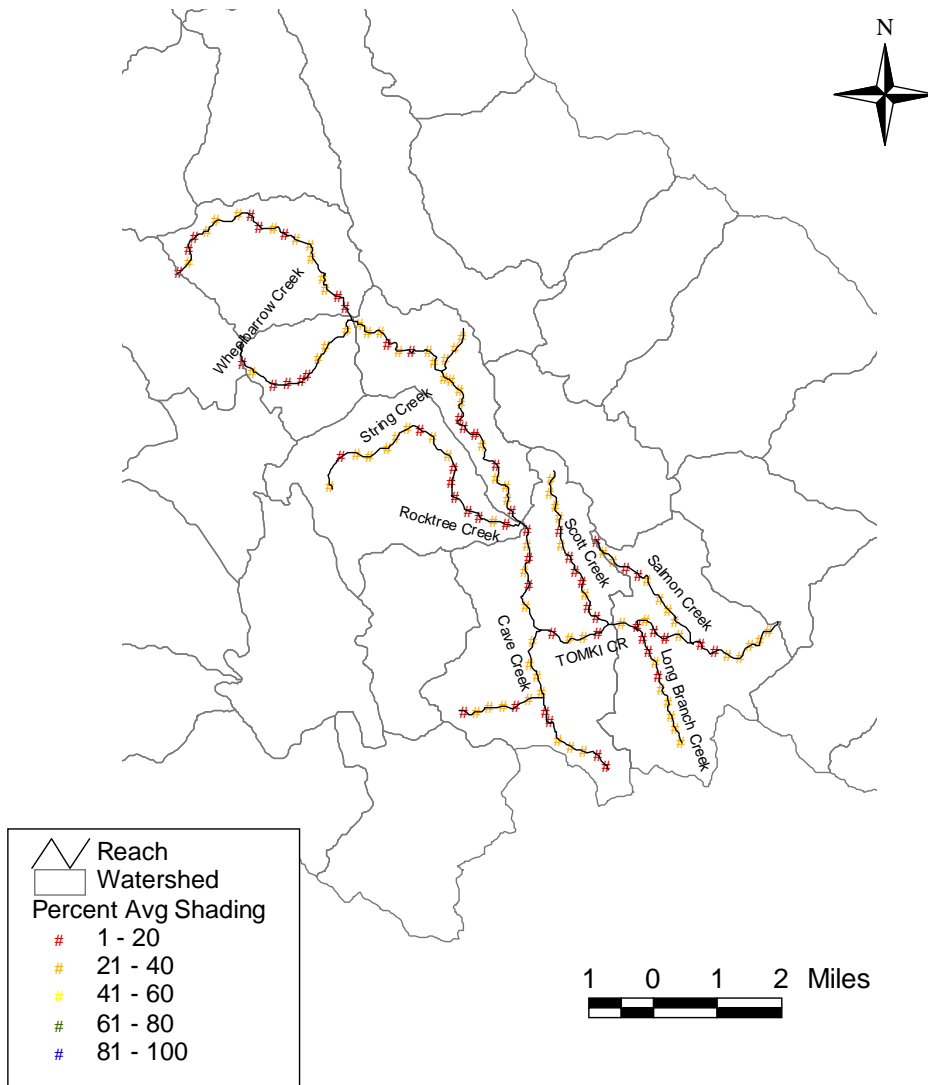 N
Wheelbarrow Creek
String Creek
Rocktree Creek
Scott Creek
Salmon Creek
Cave Creek
TOMKI CR
Long Branch Creek
Reach
Watershed
Percent Avg Shading
# 1 - 20
# 21 - 40
# 41 - 60
# 61 - 80
# 81 - 100
1 0 1 2 Miles